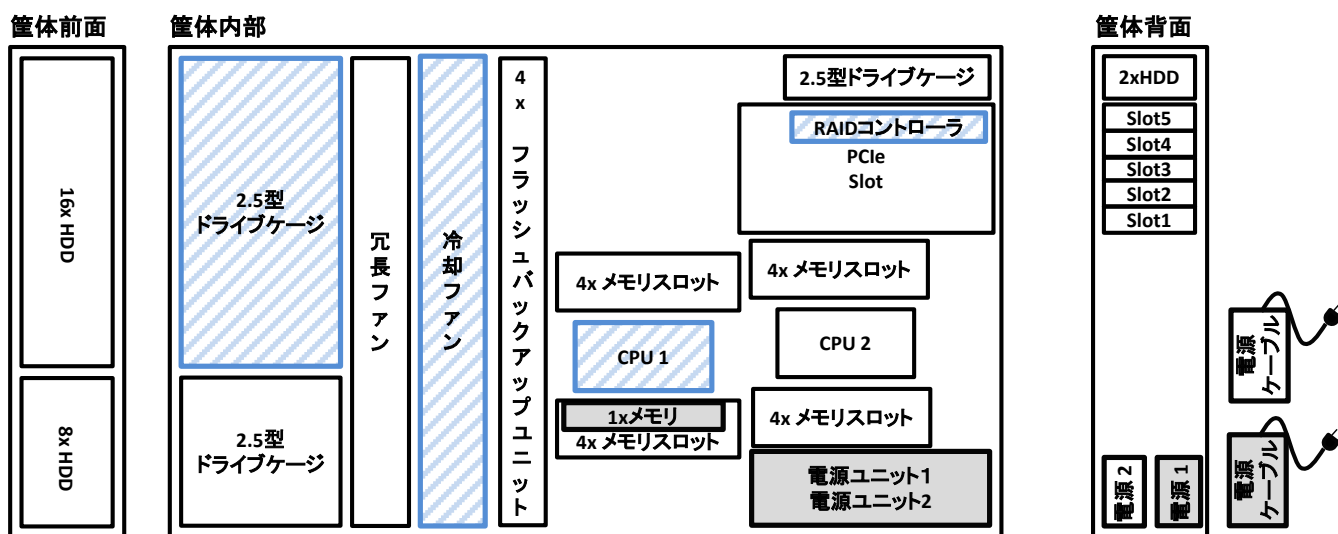 筐体前面
16x HDD
8x HDD
筐体内部
2.5型
ドライブケージ
2.5型
ドライブケージ
冗長ファン
冷却ファン
4x フラッシュバックアップユニット
2.5型ドライブケージ
RAIDコントローラ
PCIe
Slot
4x メモリスロット
4x メモリスロット
CPU 1
CPU 2
1xメモリ
4x メモリスロット
4x メモリスロット
電源ユニット1
電源ユニット2
筐体背面
2xHDD
Slot5
Slot4
Slot3
Slot2
Slot1
電源 2
電源 1
電源
ケーブル
電源
ケーブル